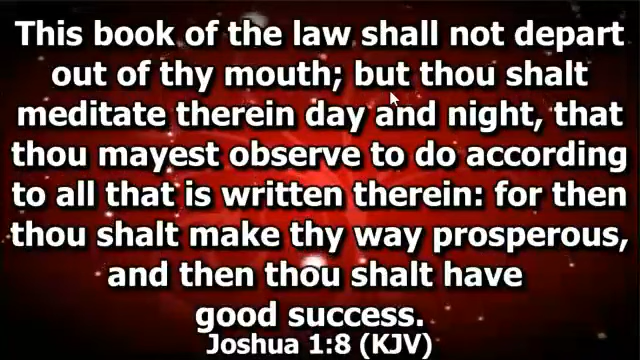 This book of the law shall not depart
out of thy mouth; but thou shalt
meditate therein day and night, that
thou mayest observe to do according
to all that is written therein: for then
thou shalt make thy way prosperous,
and then thou shalt have
good success.
Joshua 1:8 (KJV)